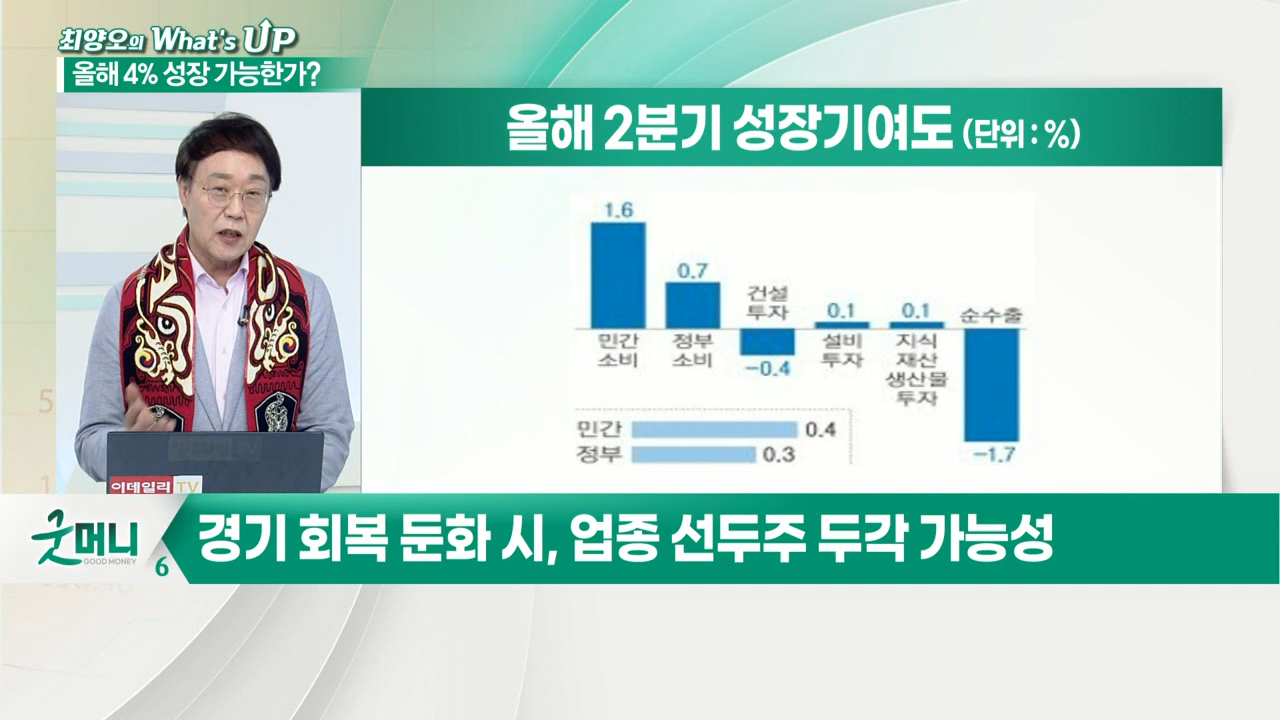 최양오의 What's UP
올해 4% 성장 가능한가?
올해 2분기 성장기여도 (단위 : %)
1.6
0.7
건설
투자
0.1
0.1
순수출
민간
소비
정부
소비
-0.4
설비
투자
지식
재산
생산물
투자
-1.7
민간
0.4
정부
0.3
이데일리 TV
굿머니
GOOD MONEY
6
경기 회복 둔화 시, 업종 선두주 두각 가능성